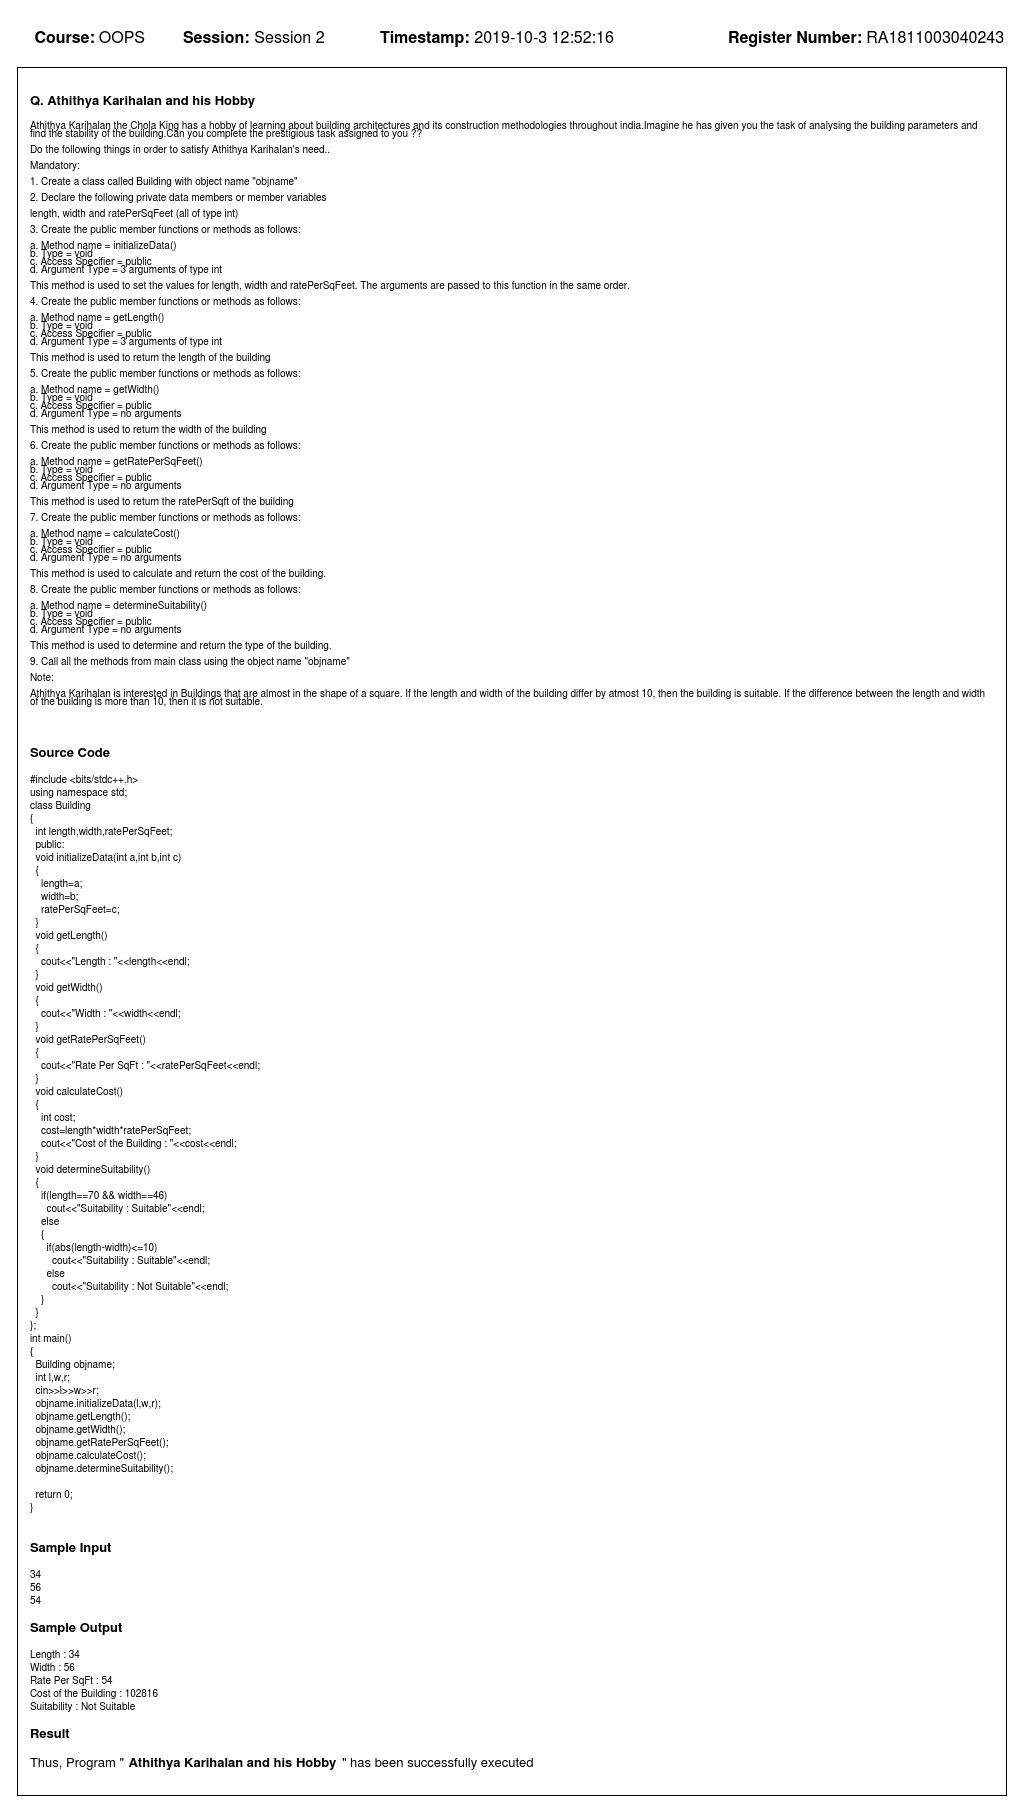 Course: OOPS Session: Session 2 Timestamp: 2019-10-3 12:52:16 Register Number: RA1811003040243
Q. Athithya Karihalan and his Hobby
Athithya Karihalan the Chola King has a hobby of learning about building architectures and its construction methodologies throughout india.Imagine he has given you the task of analysing the building parameters and
find the stability of the building.Can you complete the prestigious task assigned to you ??
Do the following things in order to satisfy Athithya Karihalan's need..
Mandatory:
1. Create a class called Building with object name "objname"
2. Declare the following private data members or member variables
length, width and ratePerSqFeet (all of type int)
3. Create the public member functions or methods as follows:
a. Method name = initializeData()
b. Type = void
c. Access Specifier = public
d. Argument Type = 3 arguments of type int
This method is used to set the values for length, width and ratePerSqFeet. The arguments are passed to this function in the same order.
4. Create the public member functions or methods as follows:
a. Method name = getLength()
b. Type = void
c. Access Specifier = public
d. Argument Type = 3 arguments of type int
This method is used to return the length of the building
5. Create the public member functions or methods as follows:
a. Method name = getWidth()
b. Type = void
c. Access Specifier = public
d. Argument Type = no arguments
This method is used to return the width of the building
6. Create the public member functions or methods as follows:
a. Method name = getRatePerSqFeet()
b. Type = void
c. Access Specifier = public
d. Argument Type = no arguments
This method is used to return the ratePerSqft of the building
7. Create the public member functions or methods as follows:
a. Method name = calculateCost()
b. Type = void
c. Access Specifier = public
d. Argument Type = no arguments
This method is used to calculate and return the cost of the building.
8. Create the public member functions or methods as follows:
a. Method name = determineSuitability()
b. Type = void
c. Access Specifier = public
d. Argument Type = no arguments
This method is used to determine and return the type of the building.
9. Call all the methods from main class using the object name "objname"
Note:
Athithya Karihalan is interested in Buildings that are almost in the shape of a square. If the length and width of the building differ by atmost 10, then the building is suitable. If the difference between the length and width
of the building is more than 10, then it is not suitable.
Source Code
#include <bits/stdc++.h>
using namespace std;
class Building
{
int length,width,ratePerSqFeet;
public:
void initializeData(int a,int b,int c)
{
length=a;
width=b;
ratePerSqFeet=c;
}
void getLength()
{
cout<<"Length : "<<length<<endl;
}
void getWidth()
{
cout<<"Width : "<<width<<endl;
}
void getRatePerSqFeet()
{
cout<<"Rate Per SqFt : "<<ratePerSqFeet<<endl;
}
void calculateCost()
{
int cost;
cost=length*width*ratePerSqFeet;
cout<<"Cost of the Building : "<<cost<<endl;
}
void determineSuitability()
{
if(length==70 && width==46)
cout<<"Suitability : Suitable"<<endl;
else
{
if(abs(length-width)<=10)
cout<<"Suitability : Suitable"<<endl;
else
cout<<"Suitability : Not Suitable"<<endl;
}
}
};
int main()
{
Building objname;
int l,w,r;
cin>>l>>w>>r;
objname.initializeData(l,w,r);
objname.getLength();
objname.getWidth();
objname.getRatePerSqFeet();
objname.calculateCost();
objname.determineSuitability();
return 0;
}
Sample Input
34
56
54
Sample Output
Length : 34
Width : 56
Rate Per SqFt : 54
Cost of the Building : 102816
Suitability : Not Suitable
Result
Thus, Program " Athithya Karihalan and his Hobby " has been successfully executed